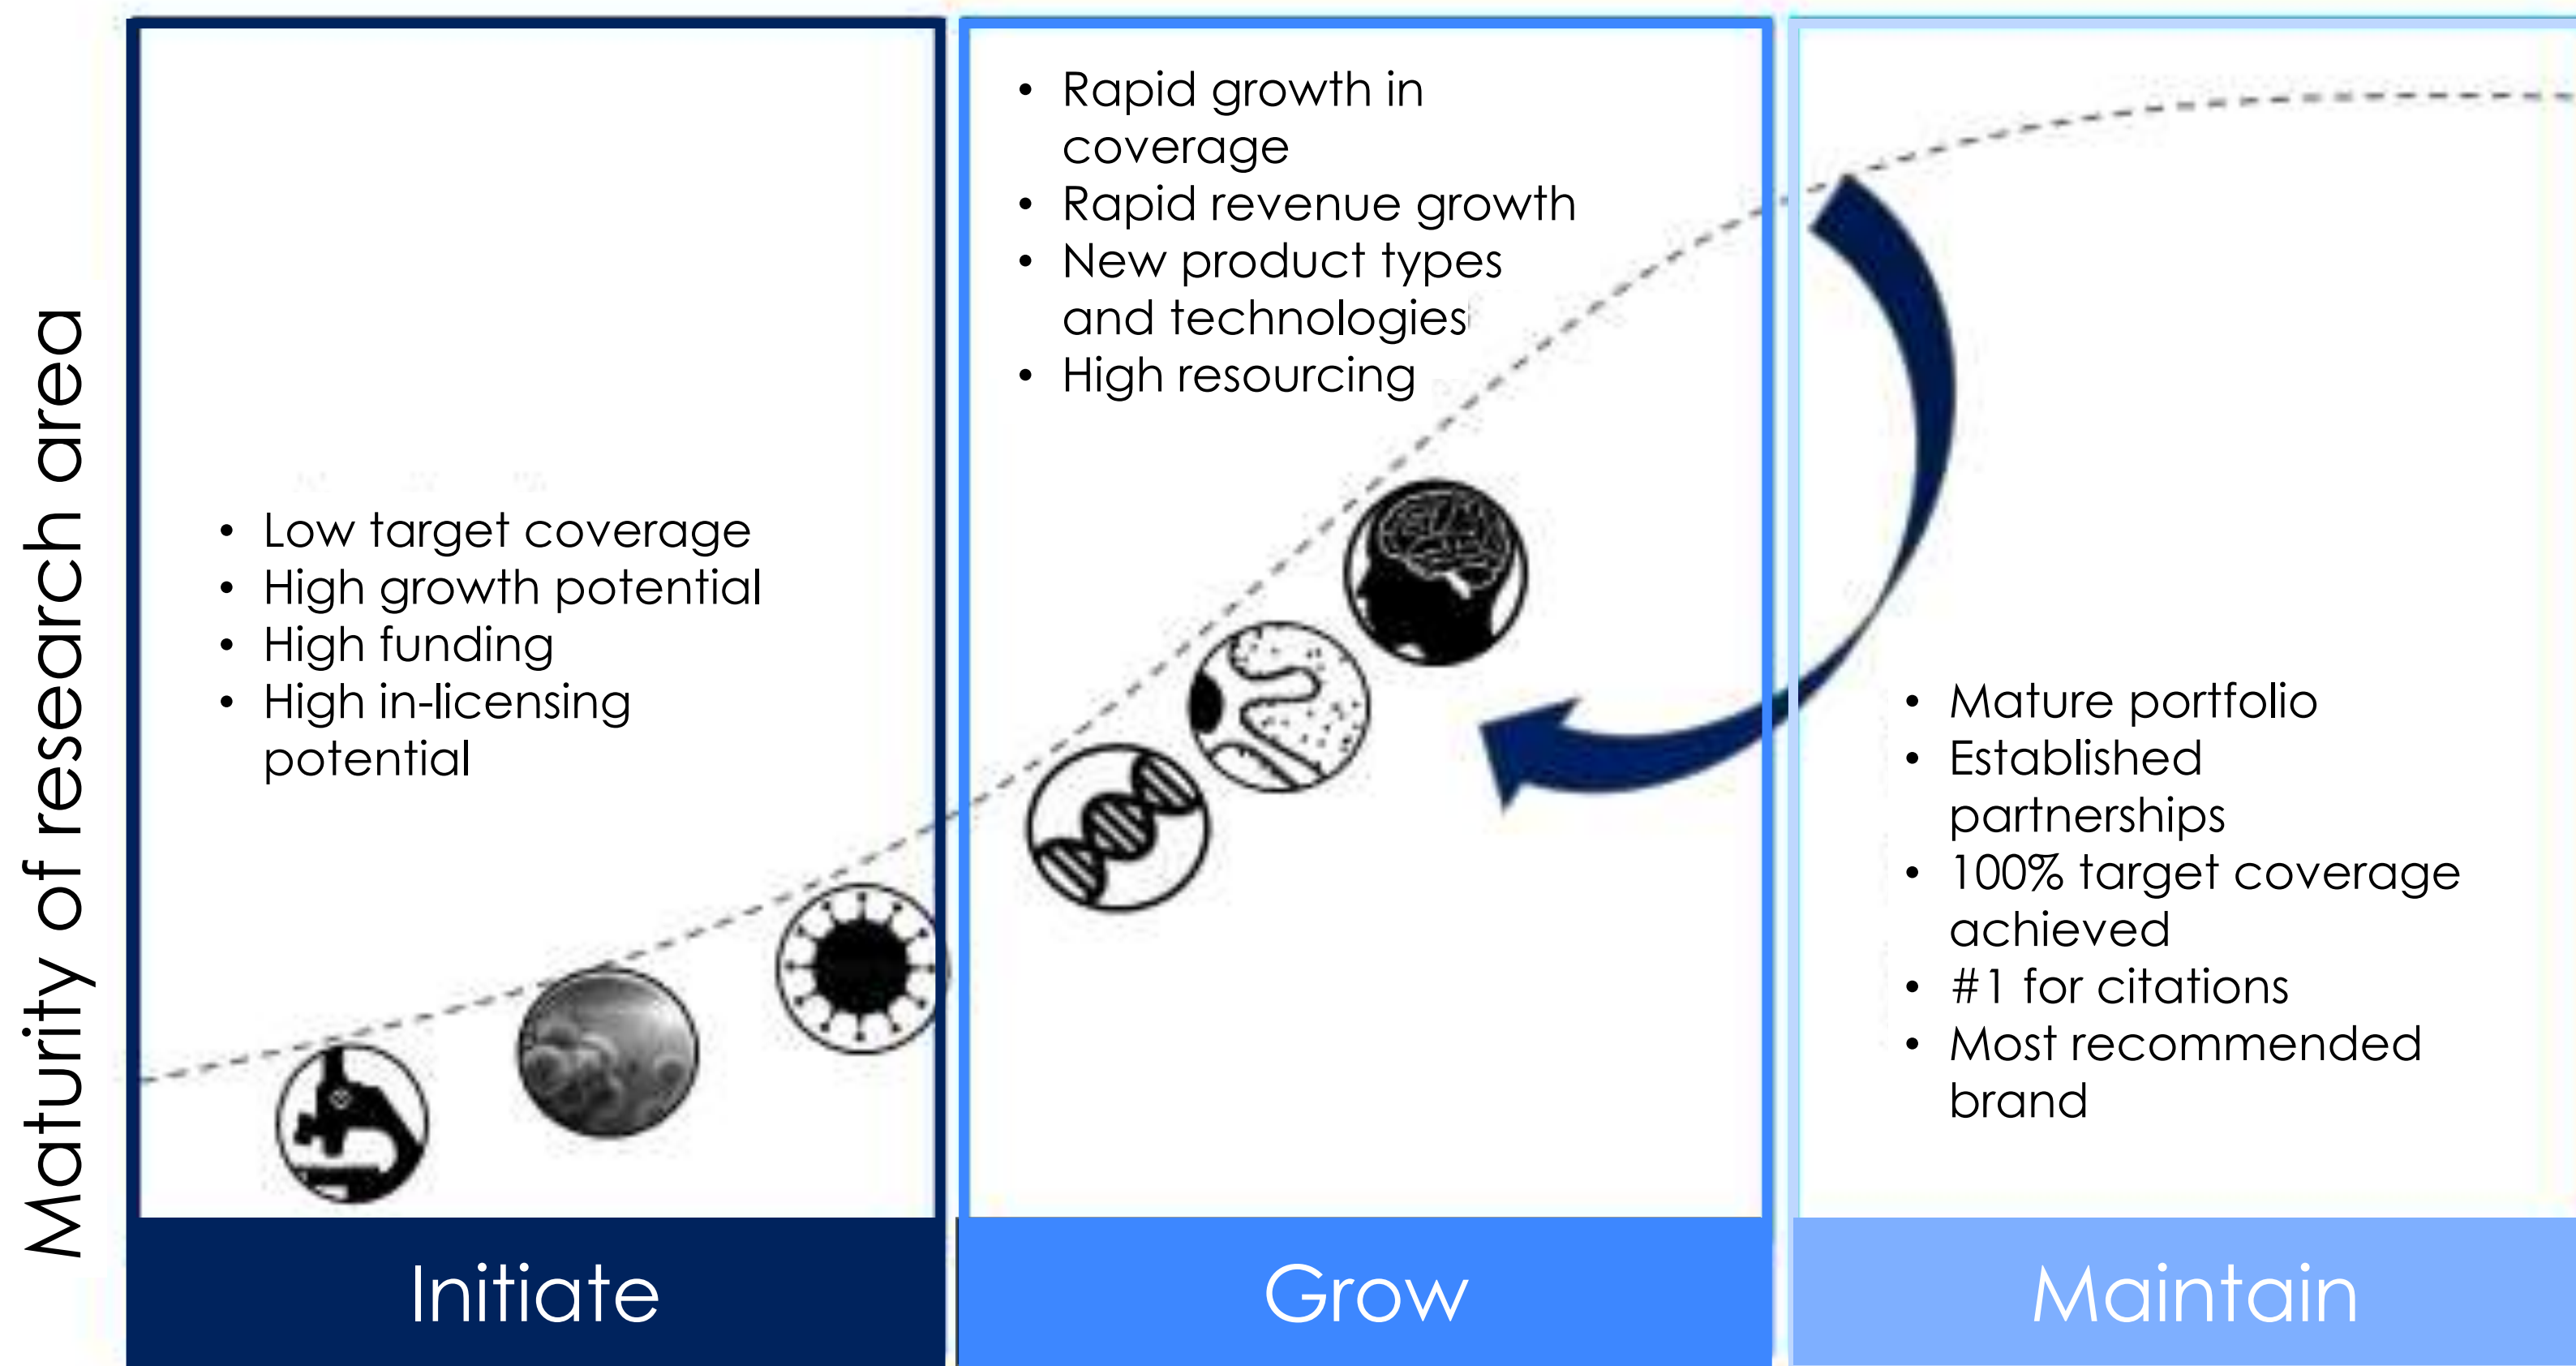 Maturity of research area
• Low target coverage
• High growth potential
• High funding
• High in-licensing
potential
• Rapid growth in
coverage
• Rapid revenue growth
• New product types
and technologies
• High resourcing
• Mature portfolio
• Established
partnerships
• 100% target coverage
achieved
• #1 for citations
• Most recommended
brand
Initiate
Grow
Maintain